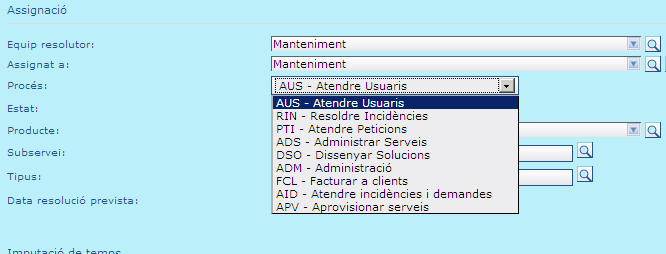 Assignació
Equip resolutor: Manteniment
Assignat a: Manteniment
Procés: AUS - Atendre Usuaris
AUS - Atendre Usuaris
RIN - Resoldre Incidències
Estat:
PTI - Atendre Peticions
Producte:
ADS - Administrar Serveis
DSO - Dissenyar Solucions
Subservei:
ADM - Administració
Tipus:
FCL - Facturar a clients
AID - Atendre incidències i demandes
Data resolució prevista:
APV - Aprovisionar serveis
Imputació de temps